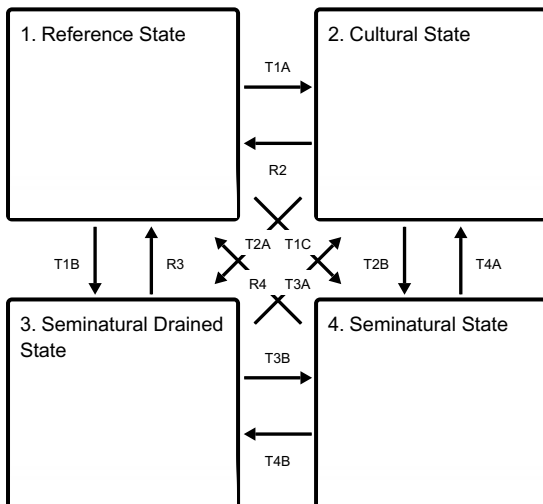 1. Reference State
2. Cultural State
T1A
R2
T2A
T1C
T1B
R3
T2B
T4A
R4
T3A
3. Seminatural Drained
State
4. Seminatural State
T3B
T4B